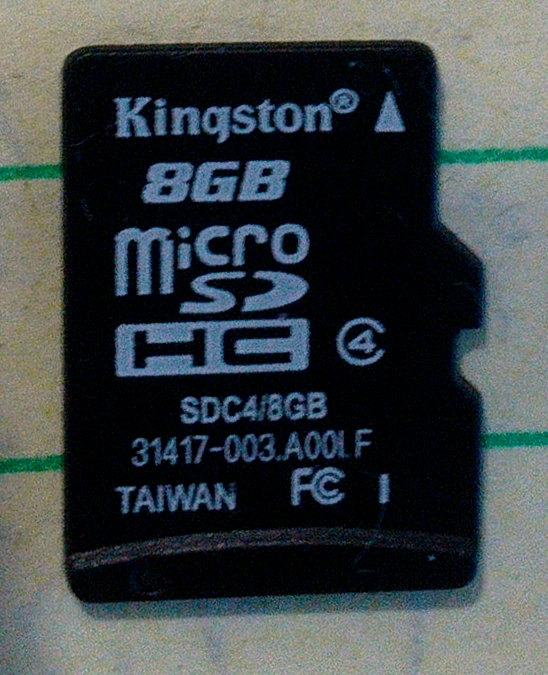 Kingston®
8GB
micro
SD
HC ④
SDC4/8GB
31417-003.A00LF
TAIWAN FC I